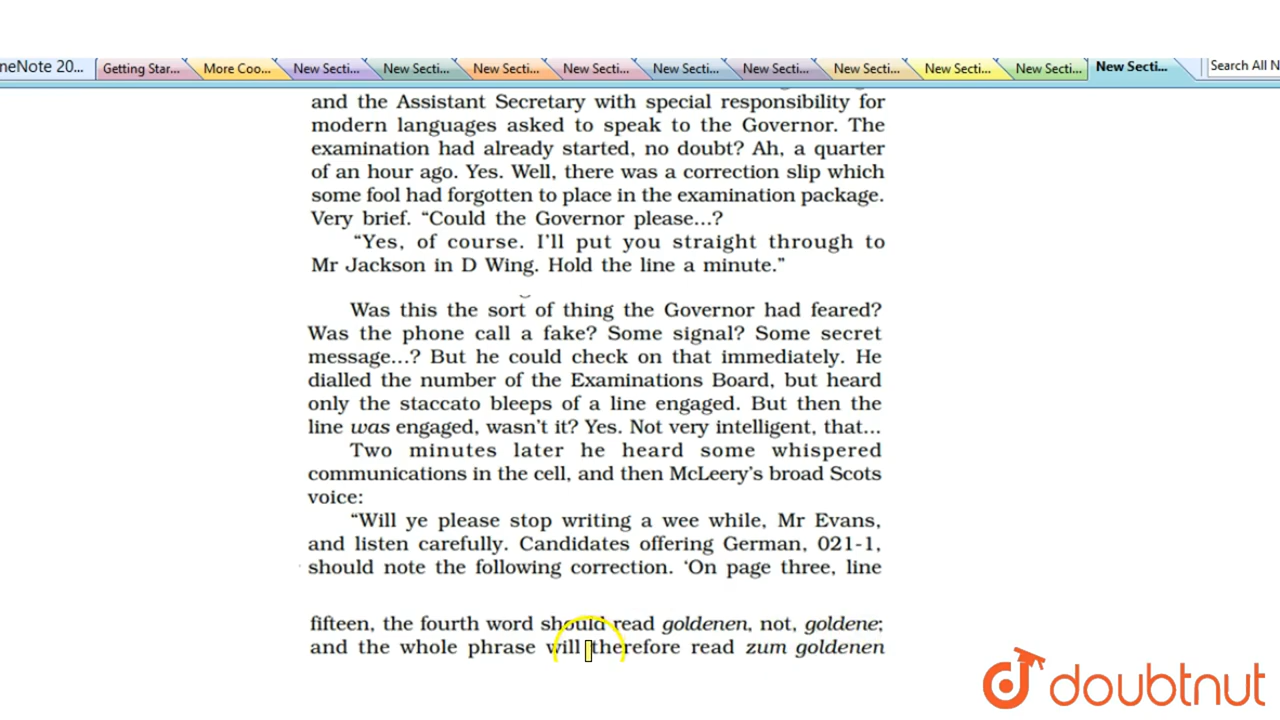 neNote 20...
Getting Star...
More Coo...
New Secti...
New Secti...
New Secti...
New Secti...
New Secti...
New Secti...
New Secti...
New Secti...
New Secti...
New Secti...
Search All N
and the Assistant Secretary with special responsibility for
modern languages asked to speak to the Governor. The
examination had already started, no doubt? Ah, a quarter
of an hour ago. Yes. Well, there was a correction slip which
some fool had forgotten to place in the examination package.
Very brief. “Could the Governor please...?
“Yes, of course. I’ll put you straight through to
Mr Jackson in D Wing. Hold the line a minute.”
Was this the sort of thing the Governor had feared?
Was the phone call a fake? Some signal? Some secret
message...? But he could check on that immediately. He
dialled the number of the Examinations Board, but heard
only the staccato bleeps of a line engaged. But then the
line was engaged, wasn’t it? Yes. Not very intelligent, that...
Two minutes later he heard some whispered
communications in the cell, and then McLeery’s broad Scots
voice:
“Will ye please stop writing a wee while, Mr Evans,
and listen carefully. Candidates offering German, 021-1,
should note the following correction. ‘On page three, line
fifteen, the fourth word should read goldenen, not, goldene;
and the whole phrase will therefore read zum goldenen
doubtnut